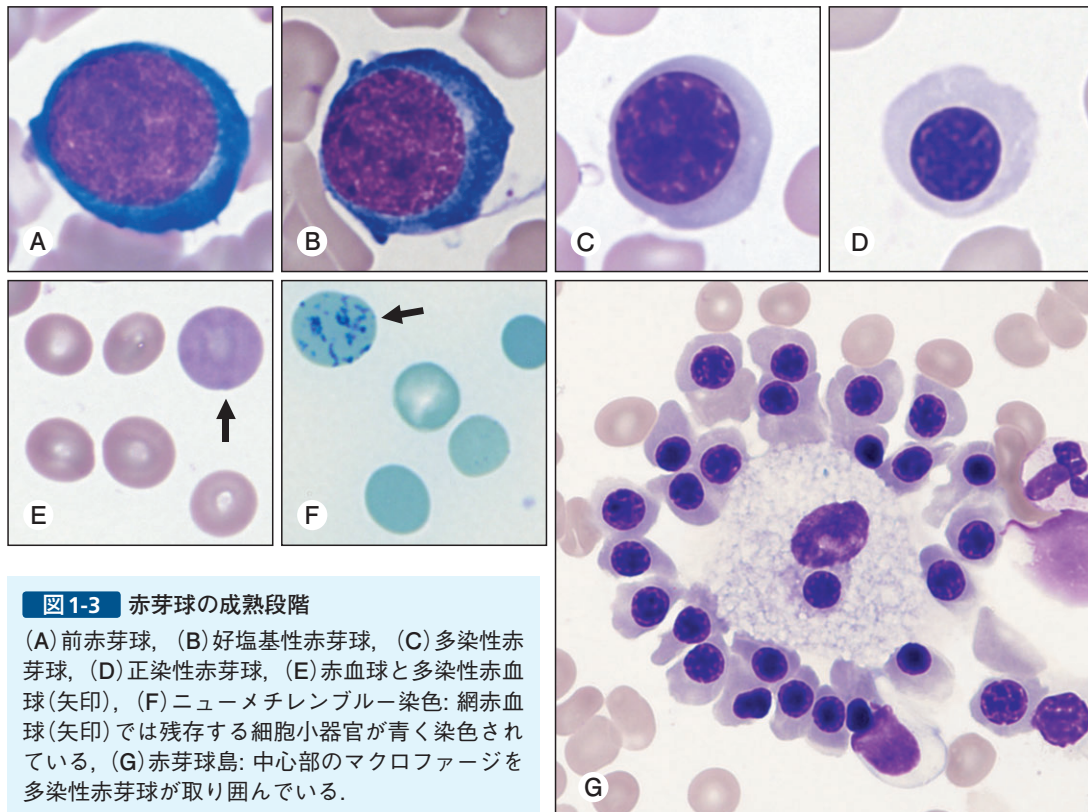 A
B
C
D
E
F
G
図1-3 赤芽球の成熟段階
(A)前赤芽球, (B)好塩基性赤芽球, (C)多染性赤
芽球, (D)正染性赤芽球, (E)赤血球と多染性赤血
球(矢印), (F)ニューメチレンブルー染色: 網赤血
球(矢印)では残存する細胞小器官が青く染色され
ている, (G)赤芽球島: 中心部のマクロファージを
多染性赤芽球が取り囲んでいる.